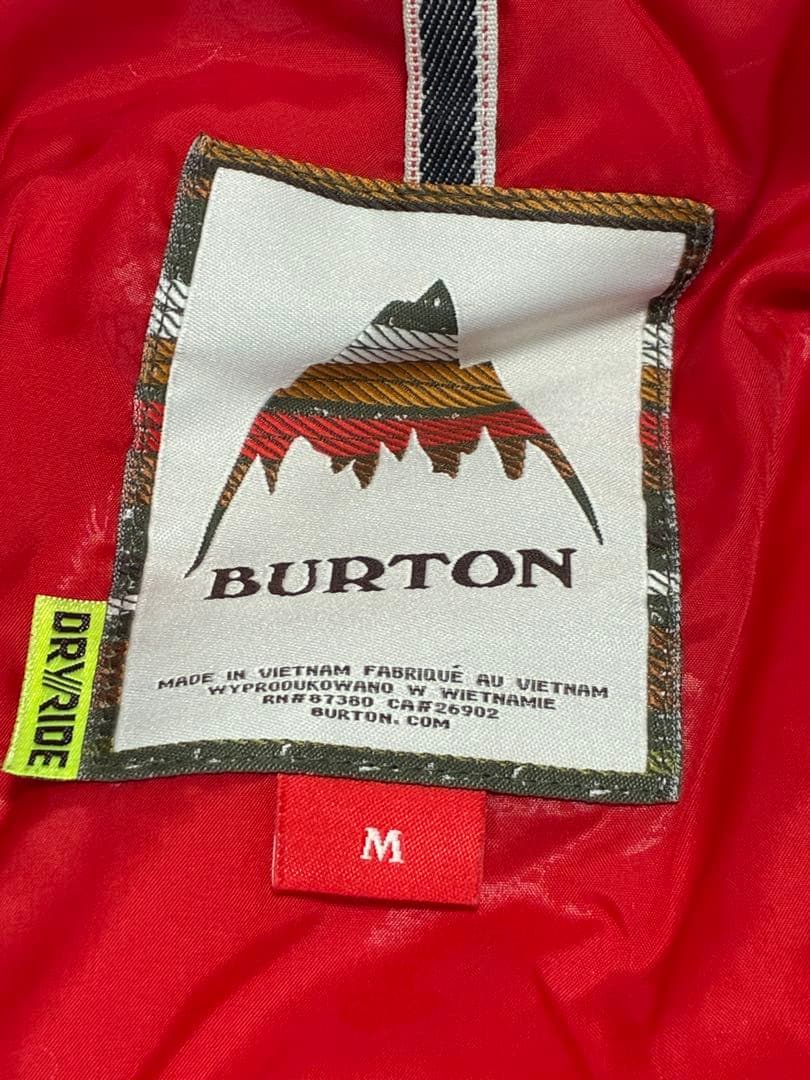 BURTON
MADE IN VIETNAM FABRIQUÉ AU VIETNAM
WYPRODUKOWANO W WIETNAMIE
RN#87380 CA#26902
BURTON.COM
DRY//RIDE
M